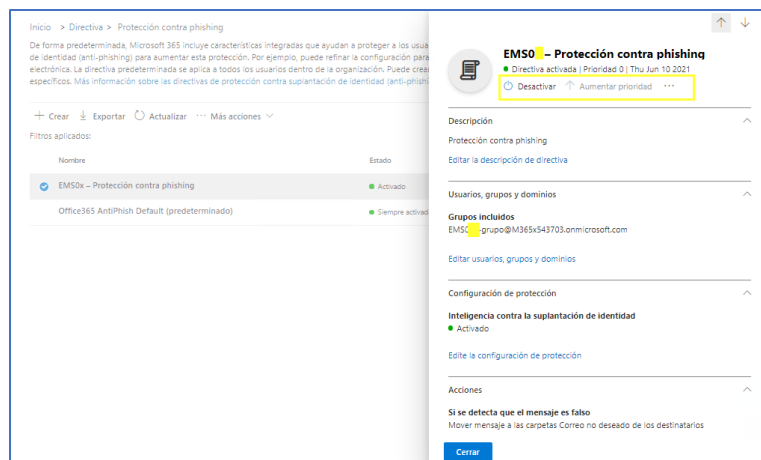 Inicio > Directiva > Protección contra phishing
De forma predeterminada, Microsoft 365 incluye características integradas que ayudan a proteger a los usua
de identidad (anti-phishing) para aumentar esta protección. Por ejemplo, puede refinar la configuración para
electrónica. La directiva predeterminada se aplica a todos los usuarios dentro de la organización. Puede crea
específicos. Más información sobre las directivas de protección contra suplantación de identidad (anti-phishi
+ Crear Exportar Actualizar ··· Más acciones
Filtros aplicados:
Nombre Estado
EMS0x – Protección contra phishing Activado
Office365 AntiPhish Default (predeterminado) Siempre activad
EMS0 – Protección contra phishing
Directiva activada | Prioridad 0 | Thu Jun 10 2021
Desactivar ↑ Aumentar prioridad ···
Descripción
Protección contra phishing
Editar la descripción de directiva
Usuarios, grupos y dominios
Grupos incluidos
EMS0 -grupo@M365x543703.onmicrosoft.com
Editar usuarios, grupos y dominios
Configuración de protección
Inteligencia contra la suplantación de identidad
Activado
Edite la configuración de protección
Acciones
Si se detecta que el mensaje es falso
Mover mensaje a las carpetas Correo no deseado de los destinatarios
Cerrar